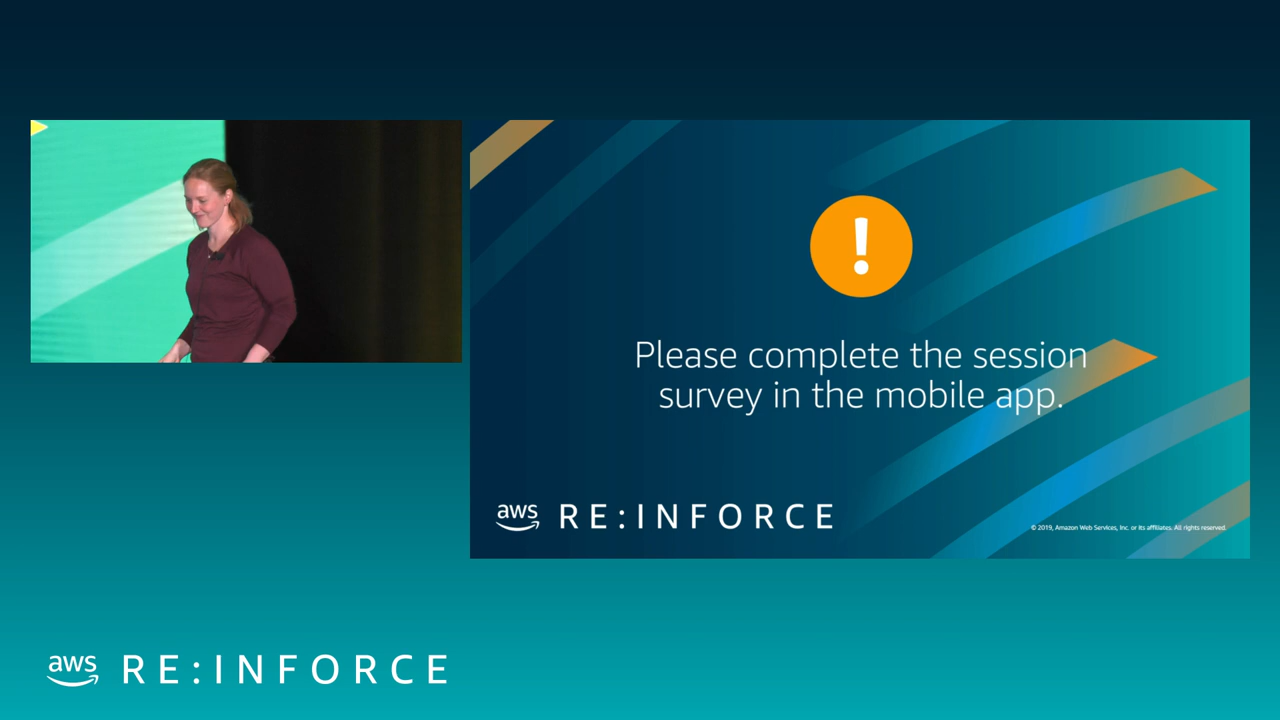 !
Please complete the session
survey in the mobile app.
aws RE:INFORCE
© 2019, Amazon Web Services, Inc. or its affiliates. All rights reserved.
aws RE:INFORCE